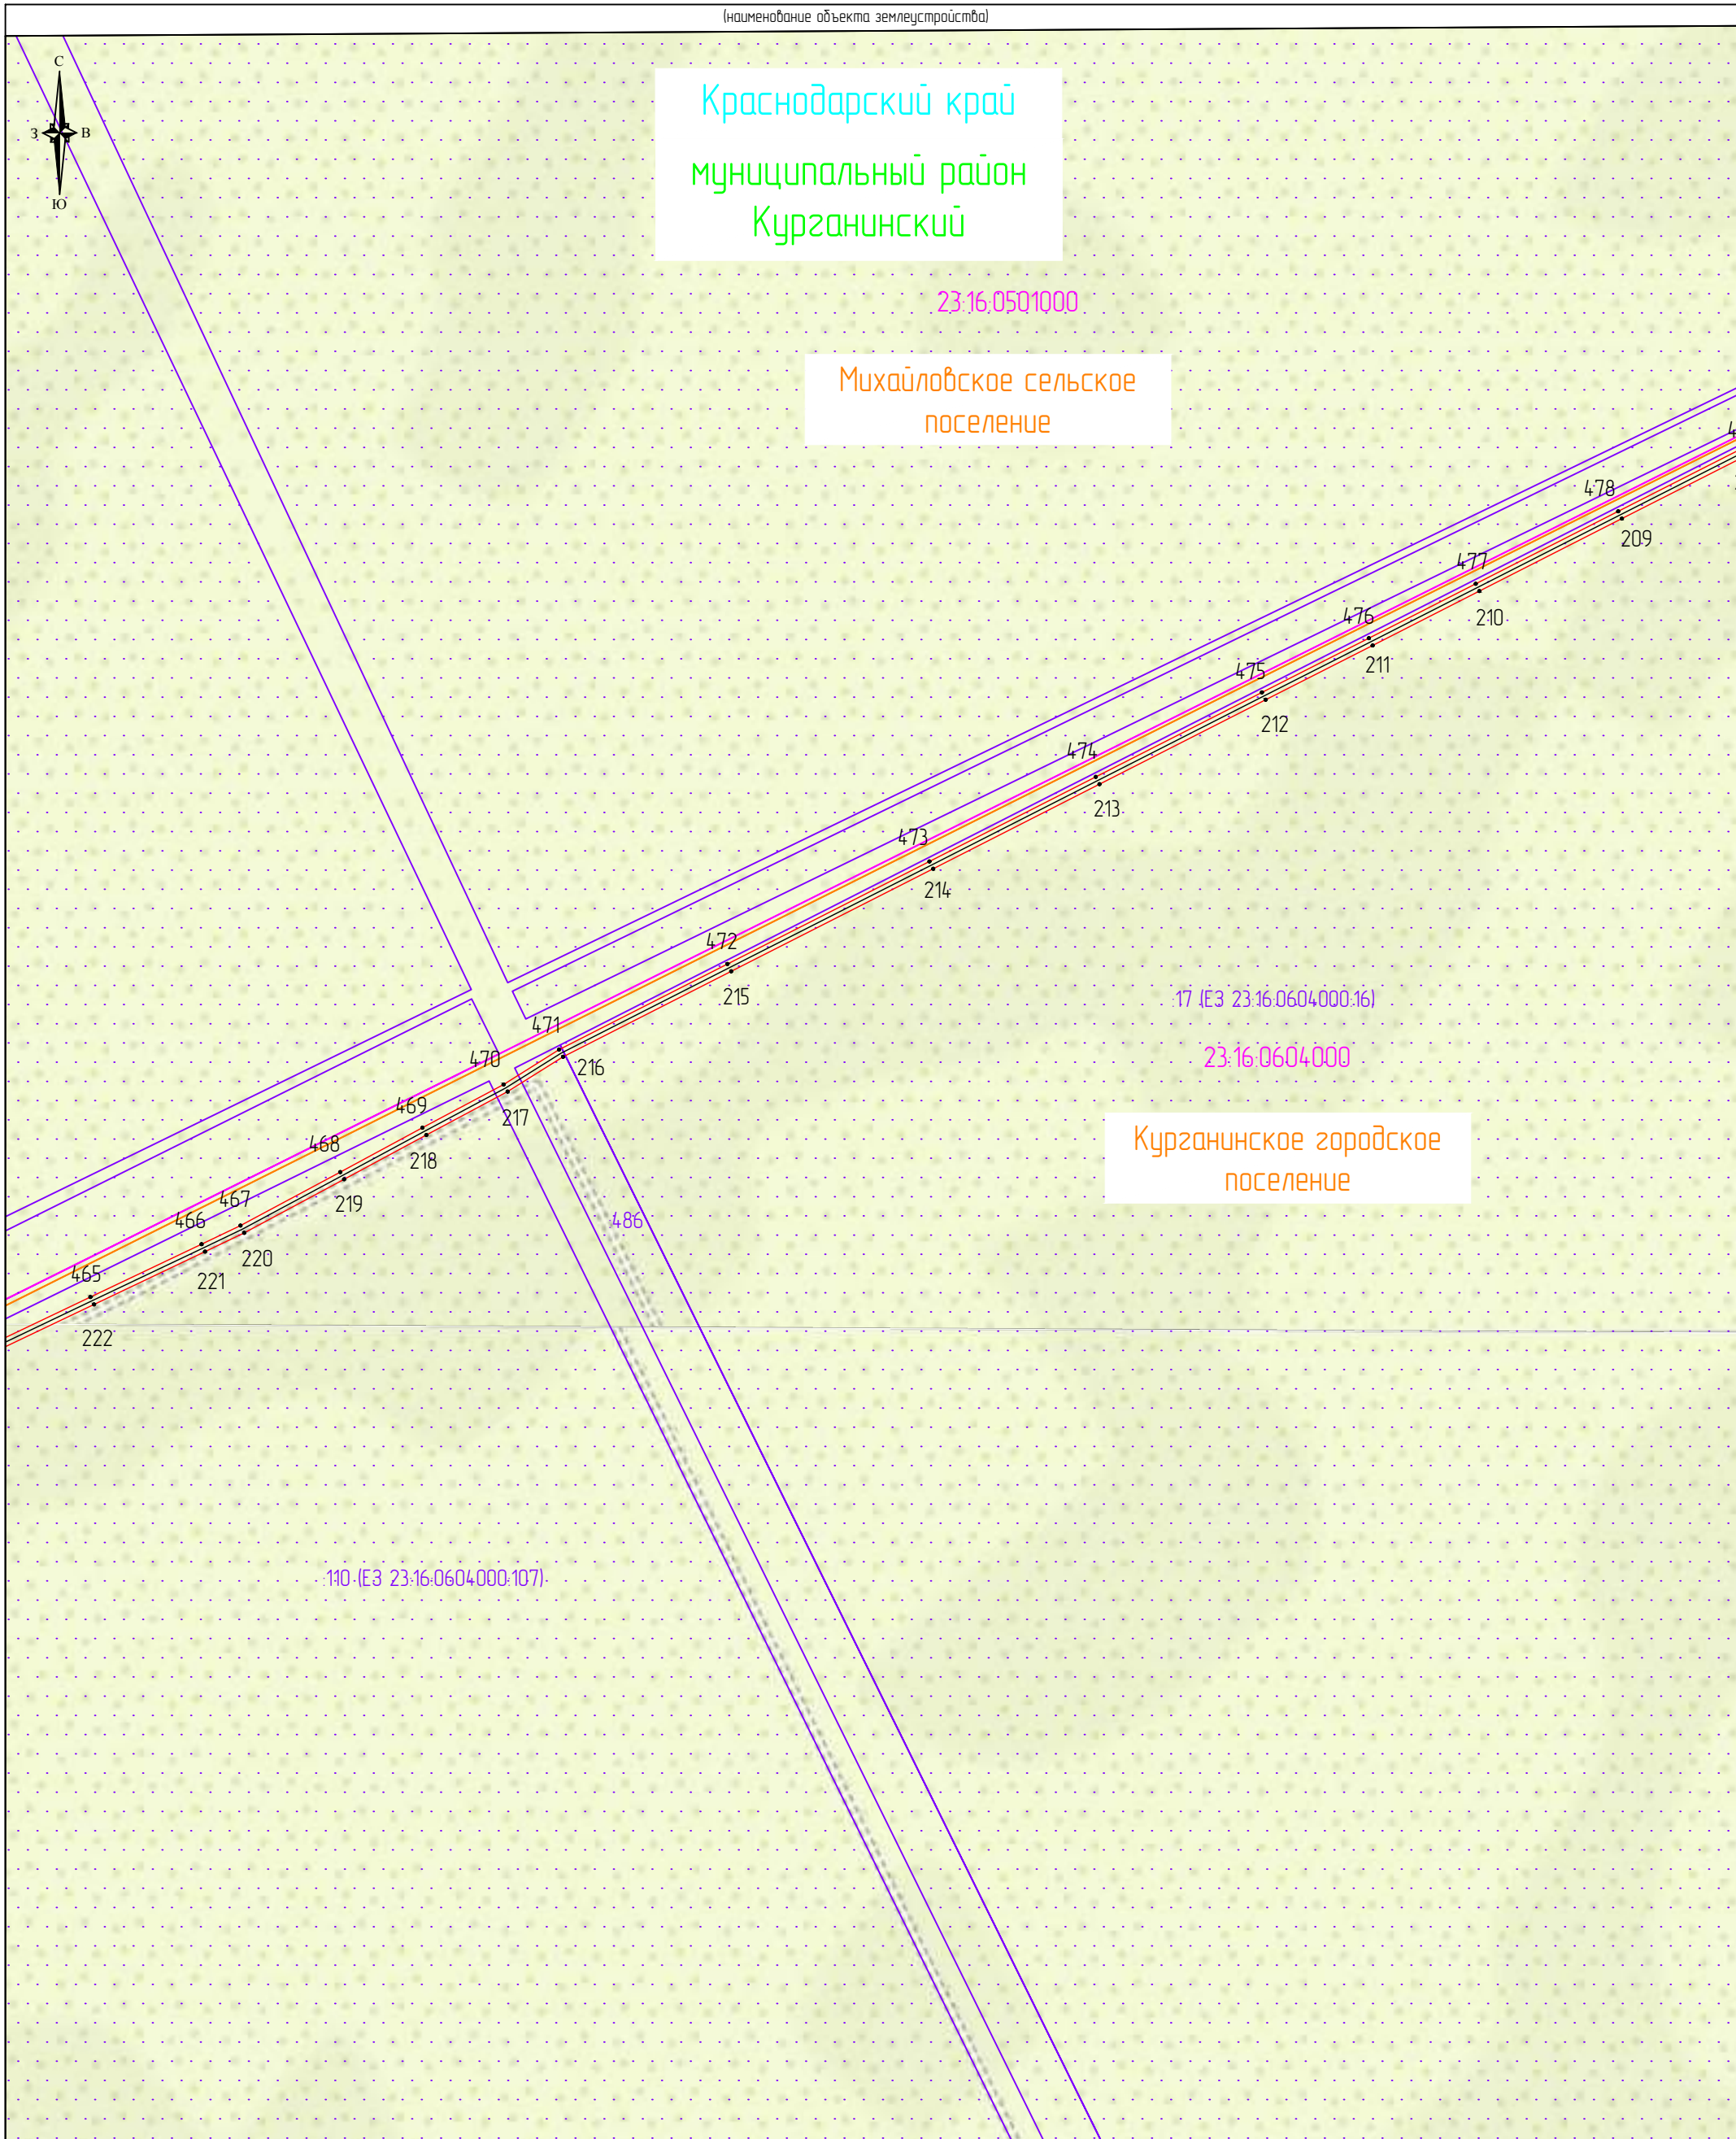 (наименование объекта землеустройства)
С
З В
Ю
Краснодарский край
муниципальный район
Курганинский
23:16:0501000
Михайловское сельское
поселение
4
478
209
477
210
476
211
475
212
474
213
473
214
472
215
471
216
470
217
469
218
468
219
467
220
466
221
465
222
:17 (ЕЗ 23:16:0604000:16)
23:16:0604000
Курганинское городское
поселение
:486
:110 (ЕЗ 23:16:0604000:107)